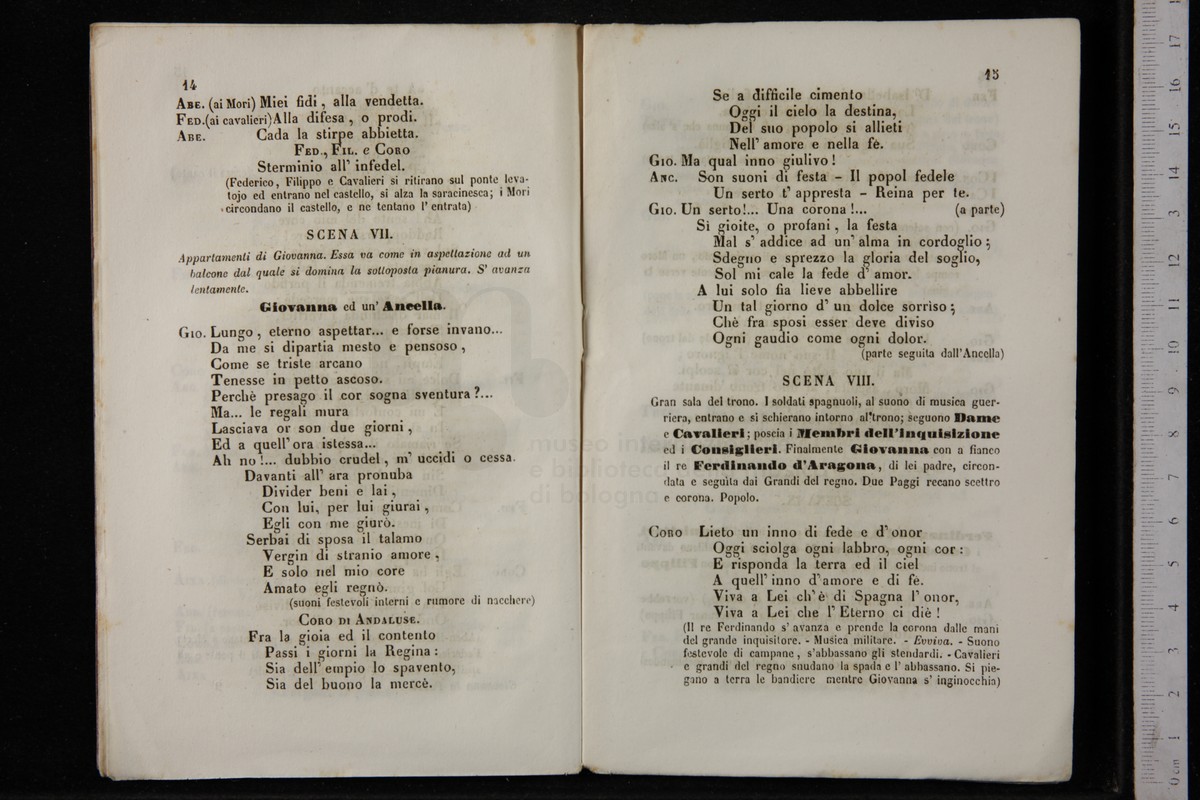 14
ABE. (ai Mori) Miei fidi, alla vendetta.
FED.(ai cavalieri)Alla difesa, o prodi.
ABE. Cada la stirpe abbietta.
FED., FIL. e CORO
Sterminio all' infedel.
(Federico, Filippo e Cavalieri si ritirano sul ponte leva-
tojo ed entrano nel castello, si alza la saracinesca; i Mori
circondano il castello, e ne tentano l' entrata)
SCENA VII.
Appartamenti di Giovanna. Essa va come in aspettazione ad un
balcone dal quale si domina la sottoposta pianura. S' avanza
lentamente.
Giovanna ed un' Ancella.
GIO. Lungo, eterno aspettar... e forse invano...
Da me si dipartia mesto e pensoso,
Come se triste arcano
Tenesse in petto ascoso.
Perchè presago il cor sogna sventura?...
Ma... le regali mura
Lasciava or son due giorni,
Ed a quell' ora istessa...
Ah no!... dubbio crudel, m' uccidi o cessa.
Davanti all' ara pronuba
Divider beni e lai,
Con lui, per lui giurai,
Egli con me giurò.
Serbai di sposa il talamo
Vergin di stranio amore,
E solo nel mio core
Amato egli regnò.
(suoni festevoli interni e rumore di nacchere)
CORO DI ANDALUSE.
Fra la gioia ed il contento
Passi i giorni la Regina:
Sia dell' empio lo spavento,
Sia del buono la mercè.
15
Se a difficile cimento
Oggi il cielo la destina,
Del suo popolo si allieti
Nell' amore e nella fè.
GIO. Ma qual inno giulivo!
ANC. Son suoni di festa - Il popol fedele
Un serto t' appresta - Reina per te.
GIO. Un serto!... Una corona!... (a parte)
Si gioite, o profani, la festa
Mal s' addice ad un' alma in cordoglio;
Sdegno e sprezzo la gloria del soglio,
Sol mi cale la fede d' amor.
A lui solo fia lieve abbellire
Un tal giorno d' un dolce sorriso;
Chè fra sposi esser deve diviso
Ogni gaudio come ogni dolor.
(parte seguita dall'Ancella)
SCENA VIII.
Gran sala del trono. I soldati spagnuoli, al suono di musica guer-
riera, entrano e si schierano intorno al trono; seguono Dame
e Cavalieri; poscia i Membri dell'Inquisizione
ed i Consiglieri. Finalmente Giovanna con a fianco
il re Ferdinando d'Aragona, di lei padre, circon-
data e seguita dai Grandi del regno. Due Paggi recano scettro
e corona. Popolo.
CORO Lieto un inno di fede e d' onor
Oggi sciolga ogni labbro, ogni cor:
E risponda la terra ed il ciel
A quell' inno d' amore e di fè.
Viva a Lei ch' è di Spagna l' onor,
Viva a Lei che l' Eterno ci diè!
(Il re Ferdinando s' avanza e prende la corona dalle mani
del grande inquisitore. - Musica militare. - Evviva. - Suono
festevole di campane, s'abbassano gli stendardi. - Cavalieri
e grandi del regno snudano la spada e l' abbassano. Si pie-
gano a terra le bandiere mentre Giovanna s' inginocchia)
museo inte
e biblioteca
di bologna